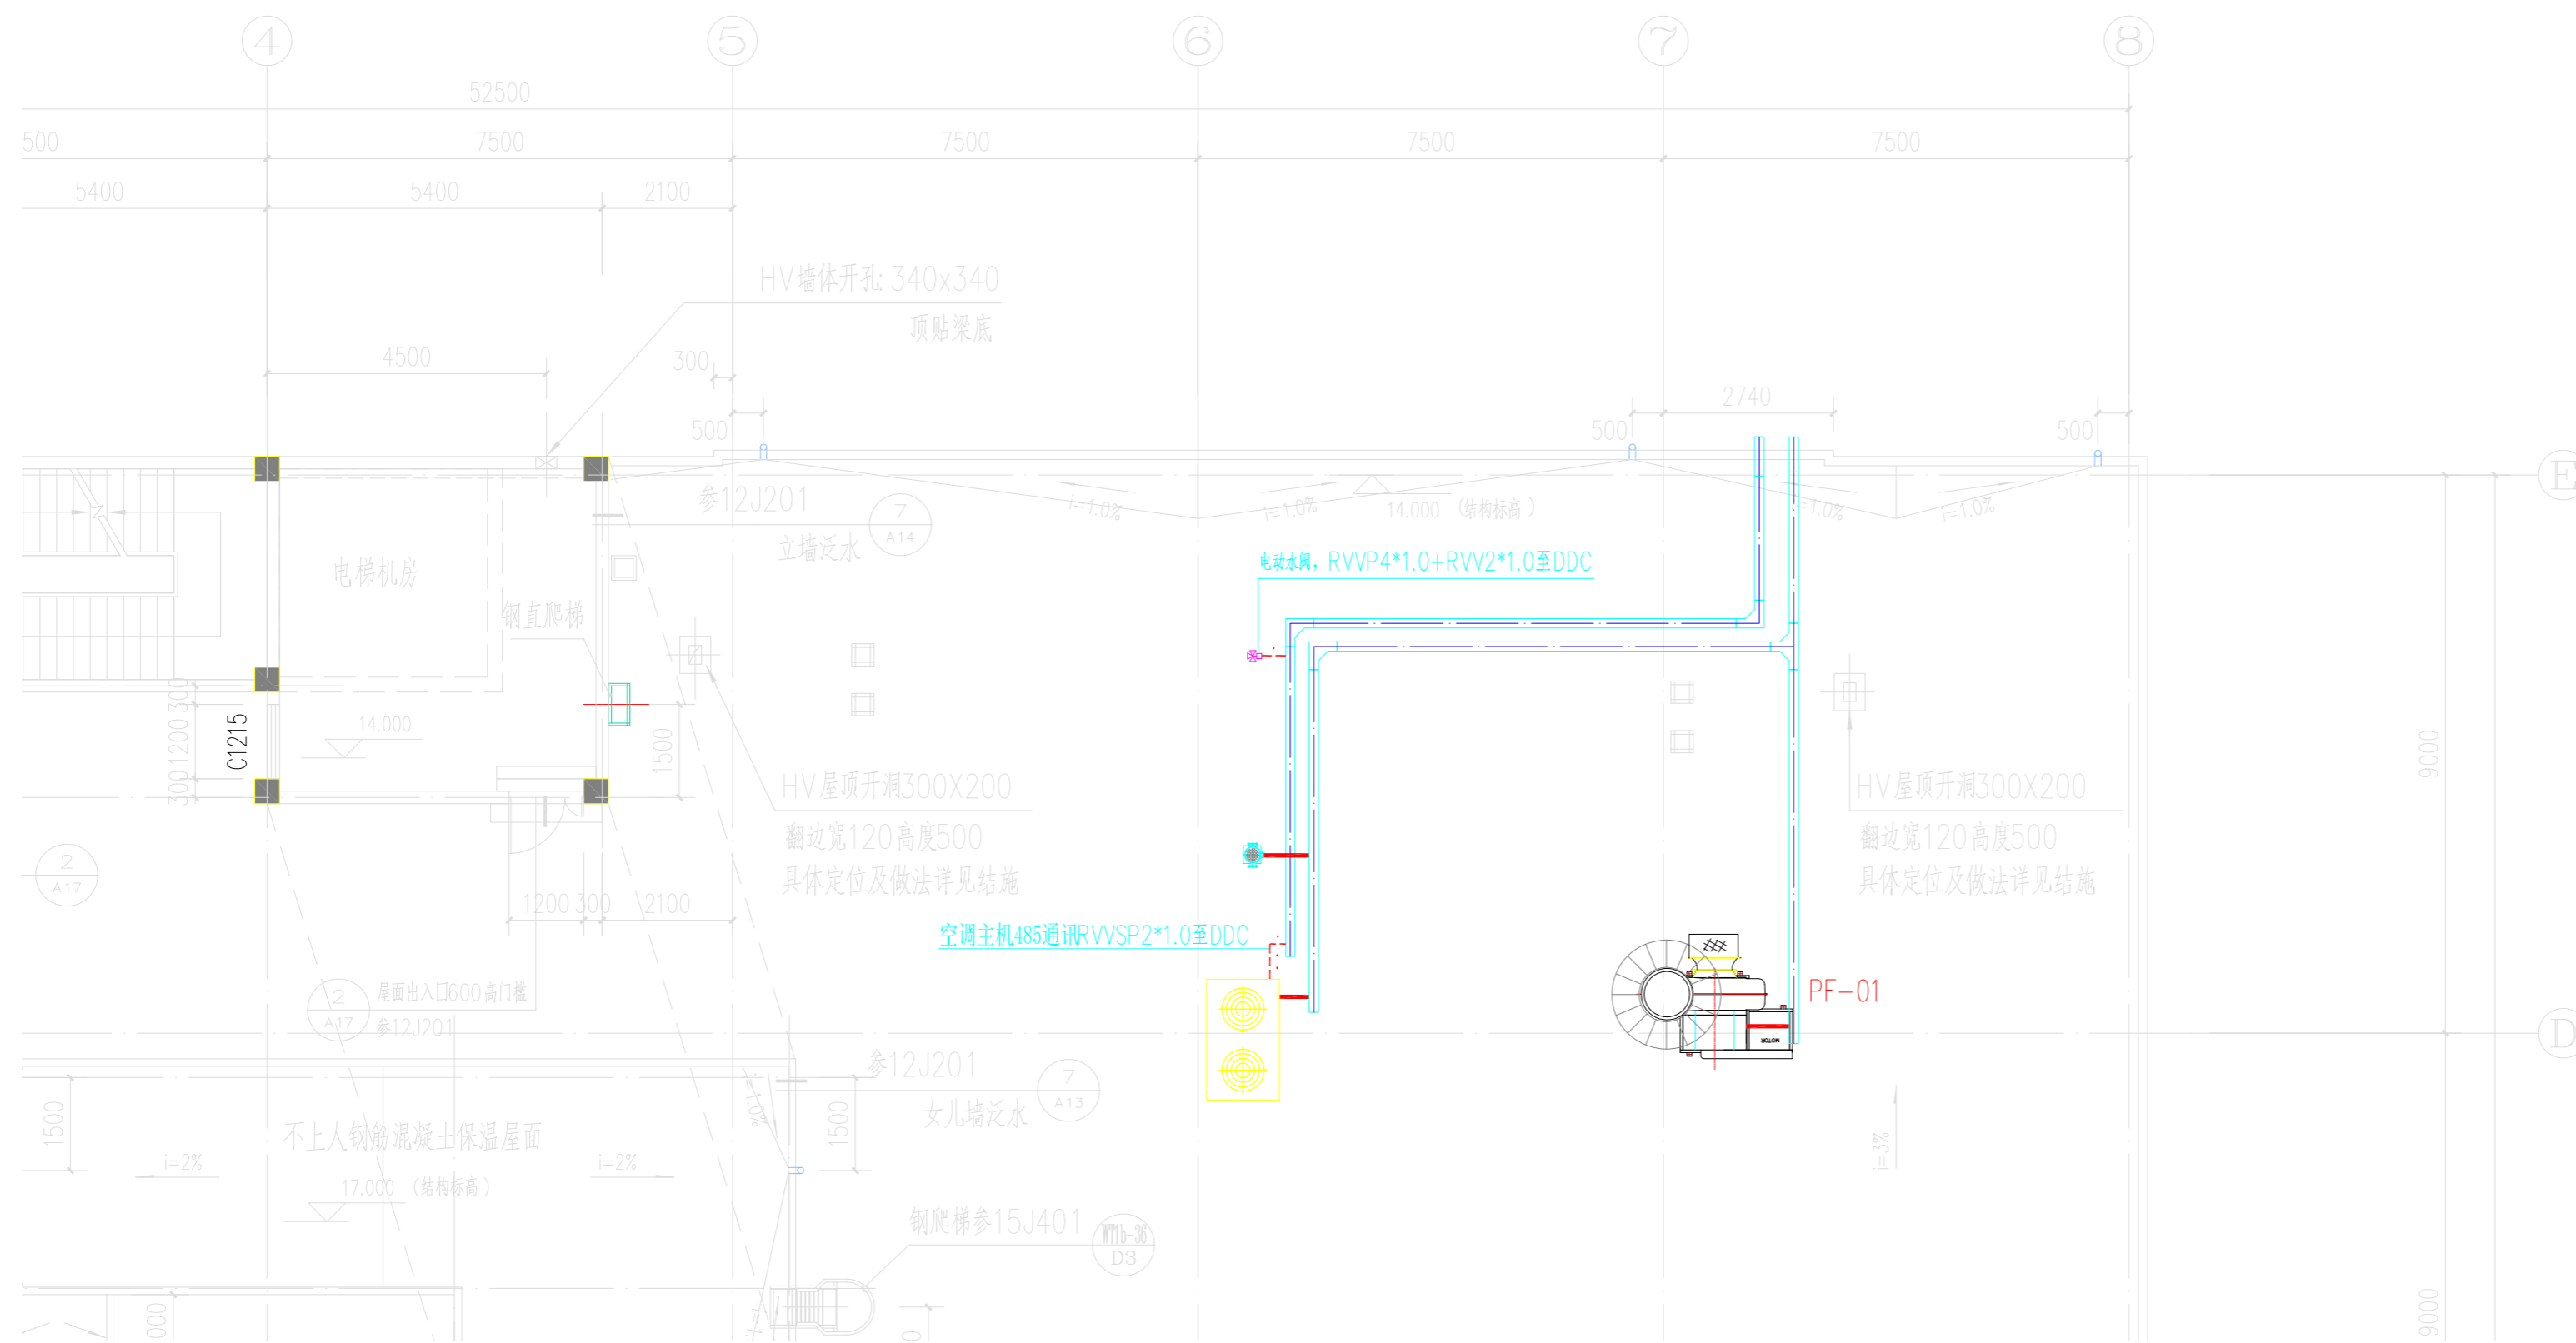 4
5
6
7
8
52500
500
7500
7500
7500
7500
5400
5400
2100
HV墙体开孔: 340x340
顶贴梁底
4500
300
2740
500
500
500
E
参12J201
7
A14
立墙泛水
i=1.0%
i=1.0%
14.000 （结构标高）
i=1.0%
i=1.0%
电动水阀，RVVP4*1.0+RVV2*1.0至DDC
电梯机房
钢直爬梯
300
1200
300
C1215
14.000
1500
9000
HV屋顶开洞300X200
翻边宽120高度500
具体定位及做法详见结施
HV屋顶开洞300X200
翻边宽120高度500
具体定位及做法详见结施
2
A17
1200
300
2100
空调主机485通讯RVVSP2*1.0至DDC
2
A17
屋面出入口600高门槛
参12J201
PF-01
MOTOR
D
参12J201
7
A13
女儿墙泛水
1500
i=1.0%
1500
不上人钢筋混凝土保温屋面
i=2%
i=2%
17.000 （结构标高）
i=3%
钢爬梯参15J401
WT1b-36
D3
9000